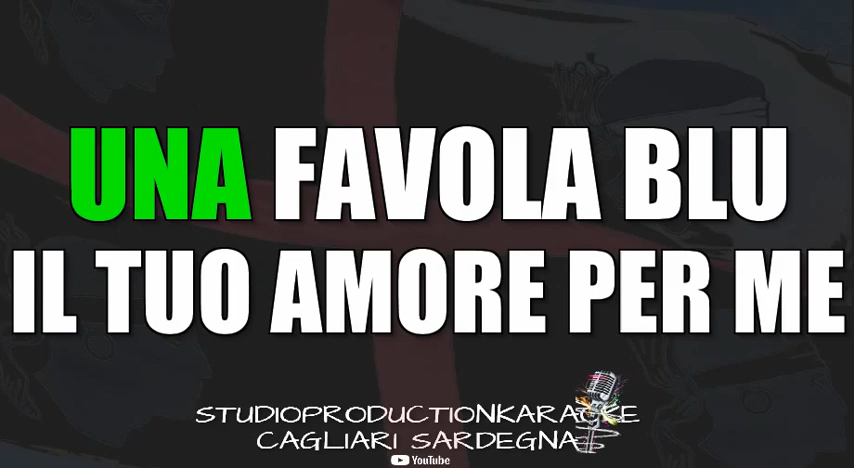 UNA FAVOLA BLU
IL TUO AMORE PER ME
STUDIOPRODUCTIONKARAOKE
CAGLIARI SARDEGNA
YouTube